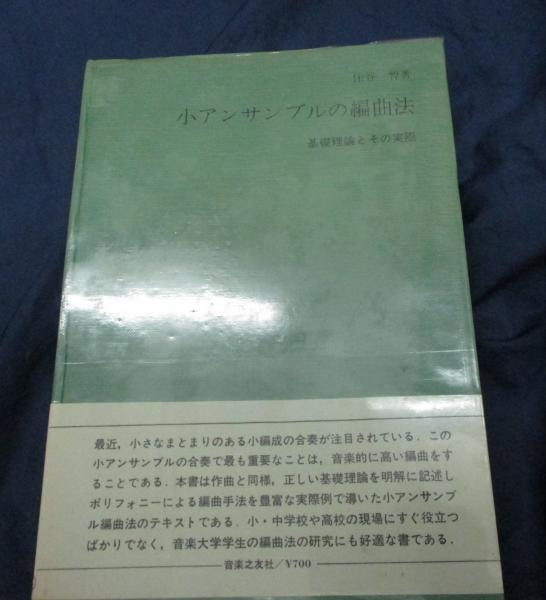 小アンサンブルの編曲法
基礎理論とその実際
最近，小さなまとまりのある小編成の合奏が注目されている．この
小アンサンブルの合奏で最も重要なことは，音楽的に高い編曲をす
ることである．本書は作曲と同様，正しい基礎理論を明解に記述し
ポリフォニーによる編曲手法を豊富な実際例で導いた小アンサンブ
ル編曲法のテキストである．小・中学校や高校の現場にすぐ役立つ
ばかりでなく，音楽大学学生の編曲法の研究にも好適な書である．
音楽之友社／¥700